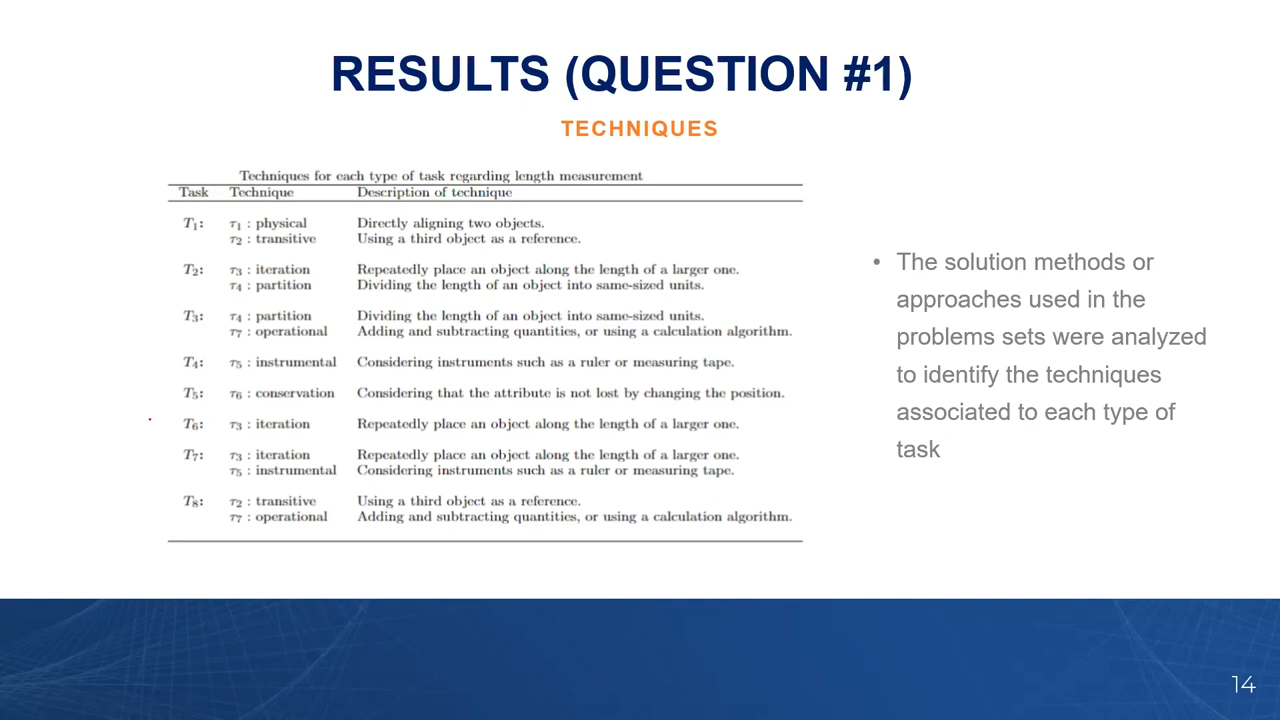 RESULTS (QUESTION #1)
TECHNIQUES
Techniques for each type of task regarding length measurement
Task Technique Description of technique
T₁: τ₁ : physical Directly aligning two objects.
τ₂ : transitive Using a third object as a reference.
T₂: τ₃ : iteration Repeatedly place an object along the length of a larger one.
τ₄ : partition Dividing the length of an object into same-sized units.
T₃: τ₄ : partition Dividing the length of an object into same-sized units.
τ₇ : operational Adding and subtracting quantities, or using a calculation algorithm.
T₄: τ₅ : instrumental Considering instruments such as a ruler or measuring tape.
T₅: τ₆ : conservation Considering that the attribute is not lost by changing the position.
T₆: τ₃ : iteration Repeatedly place an object along the length of a larger one.
T₇: τ₃ : iteration Repeatedly place an object along the length of a larger one.
τ₅ : instrumental Considering instruments such as a ruler or measuring tape.
T₈: τ₂ : transitive Using a third object as a reference.
τ₇ : operational Adding and subtracting quantities, or using a calculation algorithm.
• The solution methods or
approaches used in the
problems sets were analyzed
to identify the techniques
associated to each type of
task
14